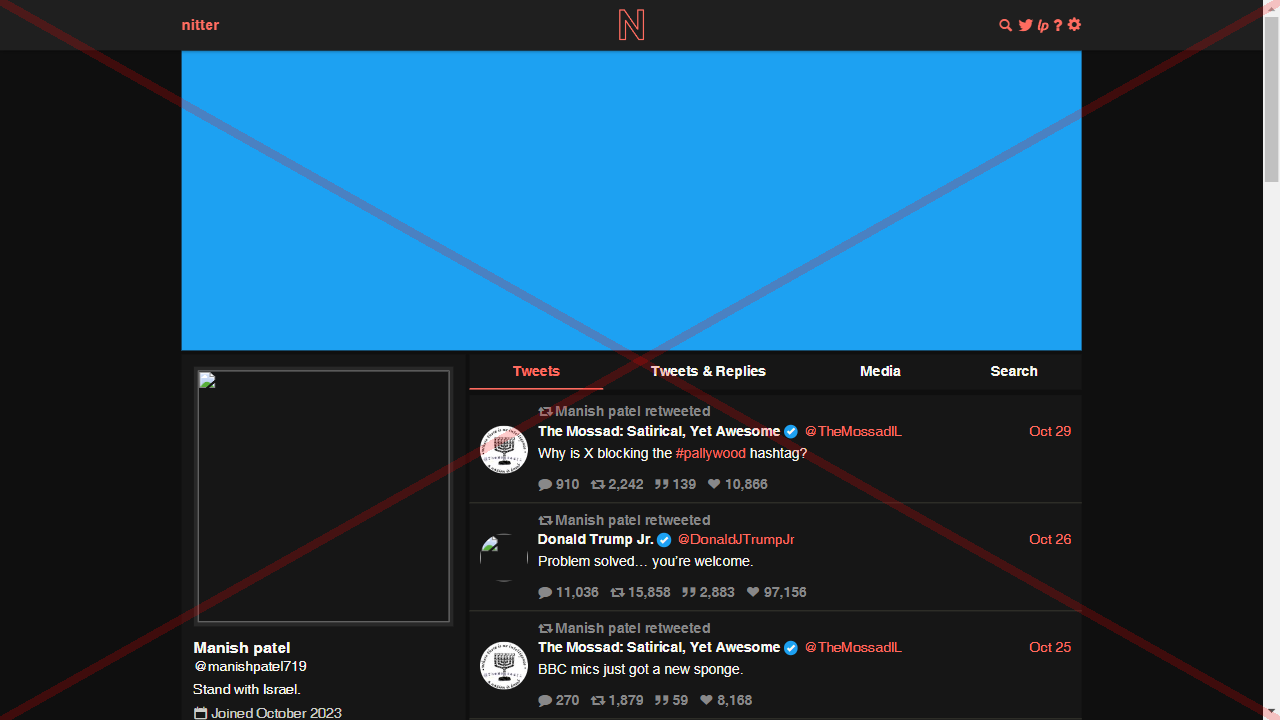 nitter
N
lp ?
Tweets Tweets & Replies Media Search
Manish patel retweeted
The Mossad: Satirical, Yet Awesome @TheMossadIL Oct 29
Why is X blocking the #pallywood hashtag?
910 2,242 139 10,866
Manish patel retweeted
Donald Trump Jr. @DonaldJTrumpJr Oct 26
Problem solved… you’re welcome.
11,036 15,858 2,883 97,156
Manish patel retweeted
The Mossad: Satirical, Yet Awesome @TheMossadIL Oct 25
BBC mics just got a new sponge.
270 1,879 59 8,168
Manish patel
@manishpatel719
Stand with Israel.
Joined October 2023